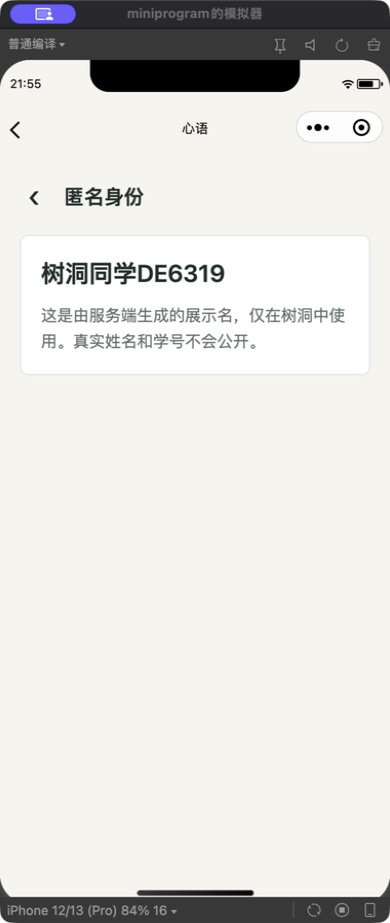 miniprogram的模拟器
普通编译
21:55
心语
匿名身份
树洞同学DE6319
这是由服务端生成的展示名，仅在树洞中使
用。真实姓名和学号不会公开。
iPhone 12/13 (Pro) 84% 16